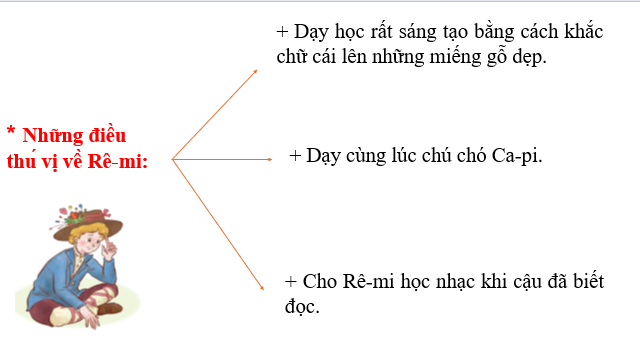 * Những điều
thú vị về Rê-mi:
+ Dạy học rất sáng tạo bằng cách khắc
chữ cái lên những miếng gỗ dẹp.
+ Dạy cùng lúc chú chó Ca-pi.
+ Cho Rê-mi học nhạc khi cậu đã biết
đọc.